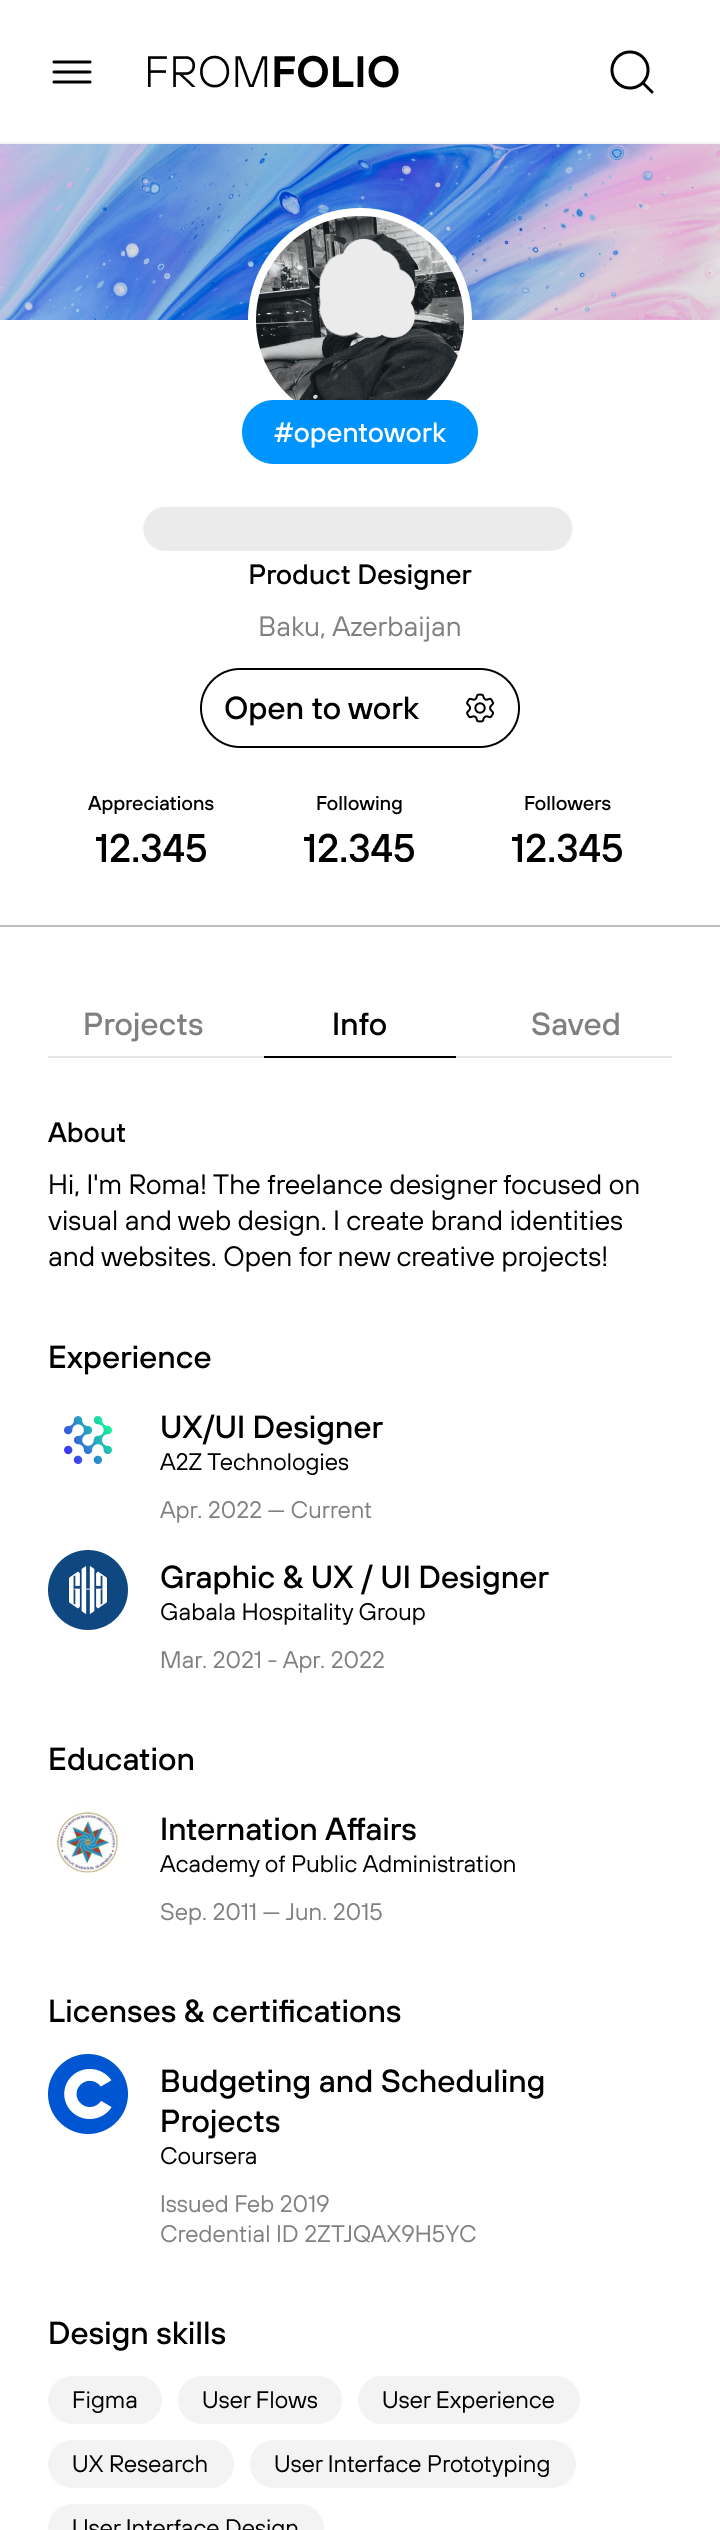 FROMFOLIO
#opentowork
Product Designer
Baku, Azerbaijan
Open to work
Appreciations Following Followers
12.345 12.345 12.345
Projects Info Saved
About
Hi, I'm Roma! The freelance designer focused on
visual and web design. I create brand identities
and websites. Open for new creative projects!
Experience
UX/UI Designer
A2Z Technologies
Apr. 2022 — Current
Graphic & UX / UI Designer
Gabala Hospitality Group
Mar. 2021 - Apr. 2022
Education
Internation Affairs
Academy of Public Administration
Sep. 2011 — Jun. 2015
Licenses & certifications
Budgeting and Scheduling
Projects
Coursera
Issued Feb 2019
Credential ID 2ZTJQAX9H5YC
Design skills
Figma User Flows User Experience
UX Research User Interface Prototyping
User Interface Design